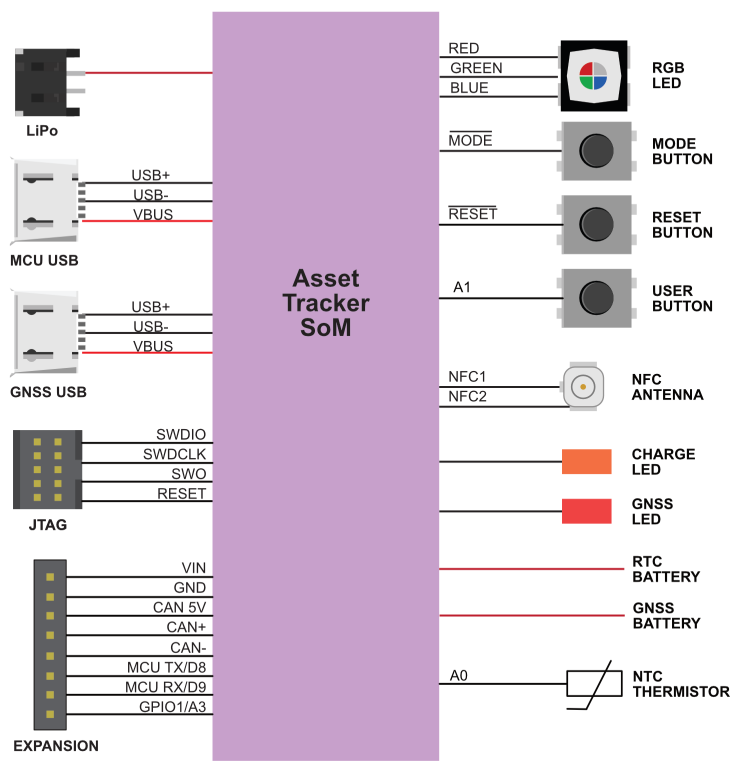 LiPo
USB+
USB-
VBUS
MCU USB
USB+
USB-
VBUS
GNSS USB
SWDIO
SWDCLK
SWO
RESET
JTAG
VIN
GND
CAN 5V
CAN+
CAN-
MCU TX/D8
MCU RX/D9
GPIO1/A3
EXPANSION
Asset
Tracker
SoM
RED
GREEN
BLUE
RGB
LED
MODE
MODE
BUTTON
RESET
RESET
BUTTON
A1
USER
BUTTON
NFC1
NFC2
NFC
ANTENNA
CHARGE
LED
GNSS
LED
RTC
BATTERY
GNSS
BATTERY
A0
NTC
THERMISTOR